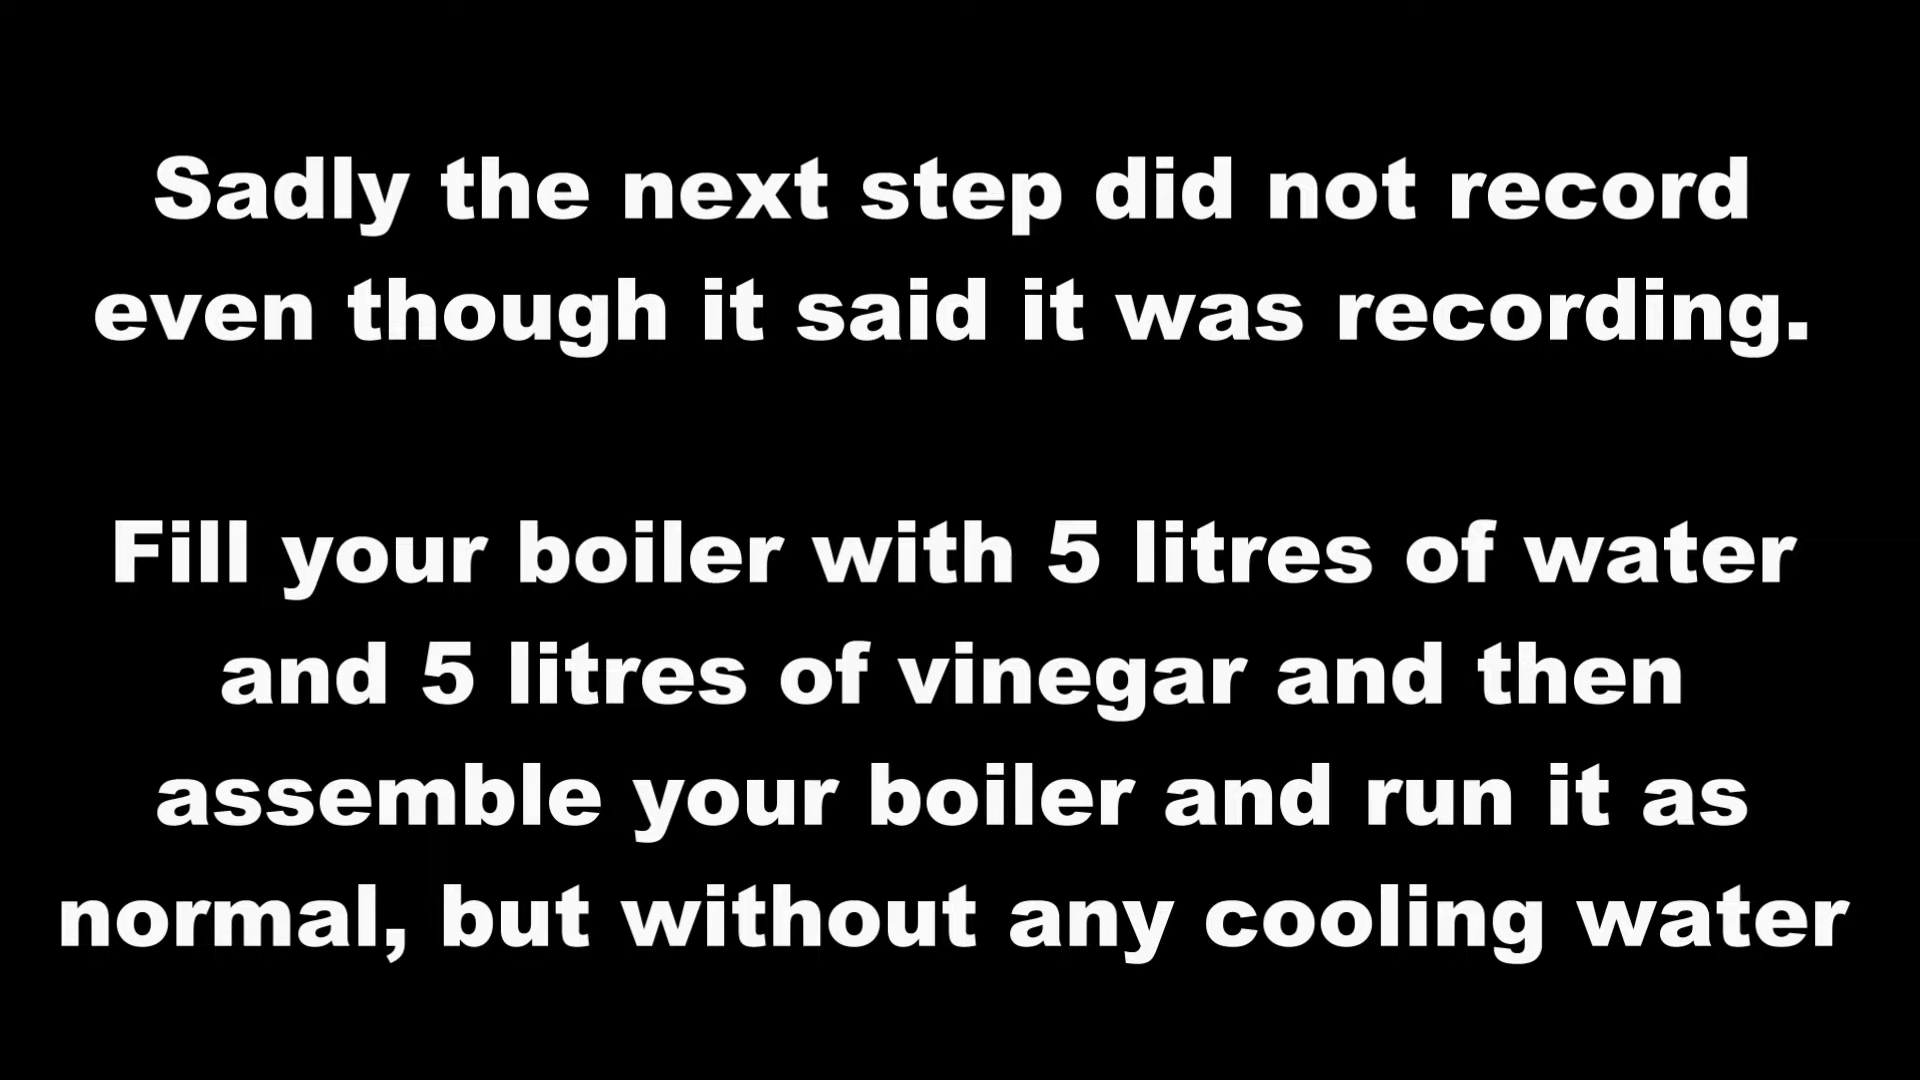 Sadly the next step did not record
even though it said it was recording.
Fill your boiler with 5 litres of water
and 5 litres of vinegar and then
assemble your boiler and run it as
normal, but without any cooling water